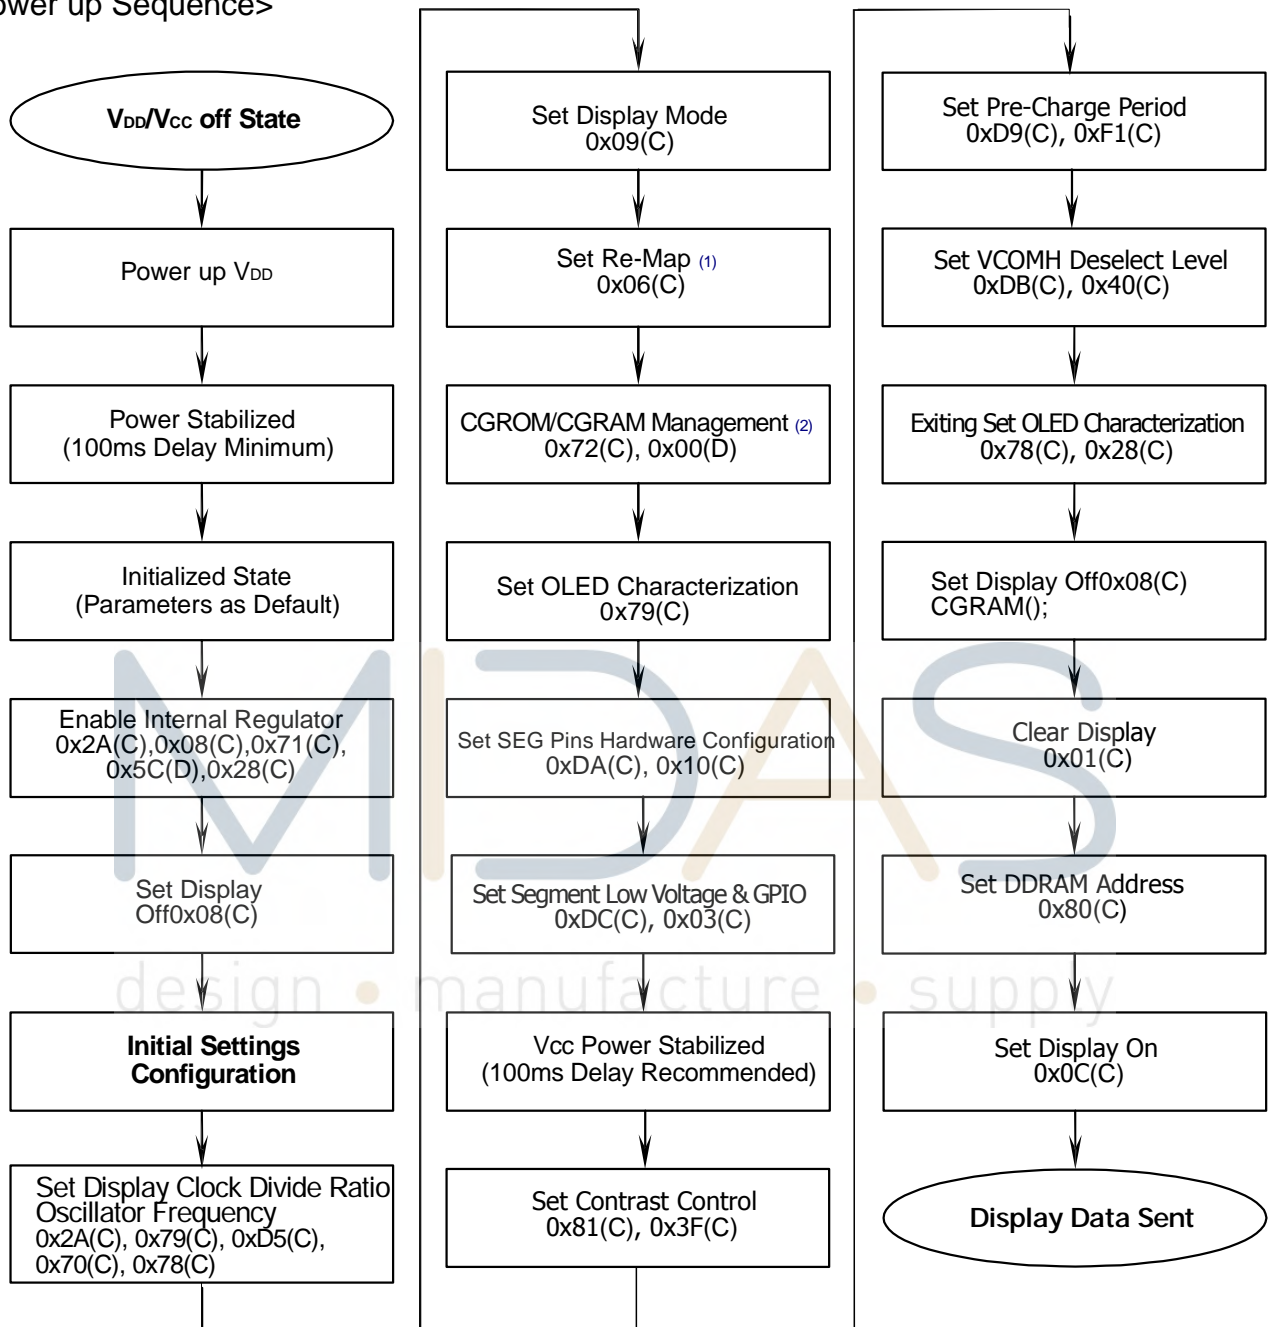 ower up Sequence>
VDD/VCC off State
Power up VDD
Power Stabilized
(100ms Delay Minimum)
Initialized State
(Parameters as Default)
Enable Internal Regulator
0x2A(C),0x08(C),0x71(C),
0x5C(D),0x28(C)
Set Display
Off0x08(C)
Initial Settings
Configuration
Set Display Clock Divide Ratio
Oscillator Frequency
0x2A(C), 0x79(C), 0xD5(C),
0x70(C), 0x78(C)
Set Display Mode
0x09(C)
Set Re-Map (1)
0x06(C)
CGROM/CGRAM Management (2)
0x72(C), 0x00(D)
Set OLED Characterization
0x79(C)
Set SEG Pins Hardware Configuration
0xDA(C), 0x10(C)
Set Segment Low Voltage & GPIO
0xDC(C), 0x03(C)
Vcc Power Stabilized
(100ms Delay Recommended)
Set Contrast Control
0x81(C), 0x3F(C)
Set Pre-Charge Period
0xD9(C), 0xF1(C)
Set VCOMH Deselect Level
0xDB(C), 0x40(C)
Exiting Set OLED Characterization
0x78(C), 0x28(C)
Set Display Off0x08(C)
CGRAM();
Clear Display
0x01(C)
Set DDRAM Address
0x80(C)
Set Display On
0x0C(C)
Display Data Sent
MIDAS
design • manufacture • supply